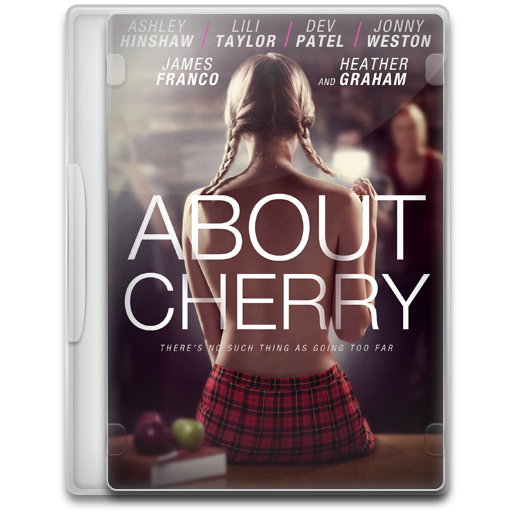 ASHLEY / LILI / DEV / JONNY
HINSHAW / TAYLOR / PATEL / WESTON
JAMES HEATHER
FRANCO AND GRAHAM
ABOUT
CHERRY
THERE'S NO SUCH THING AS GOING TOO FAR